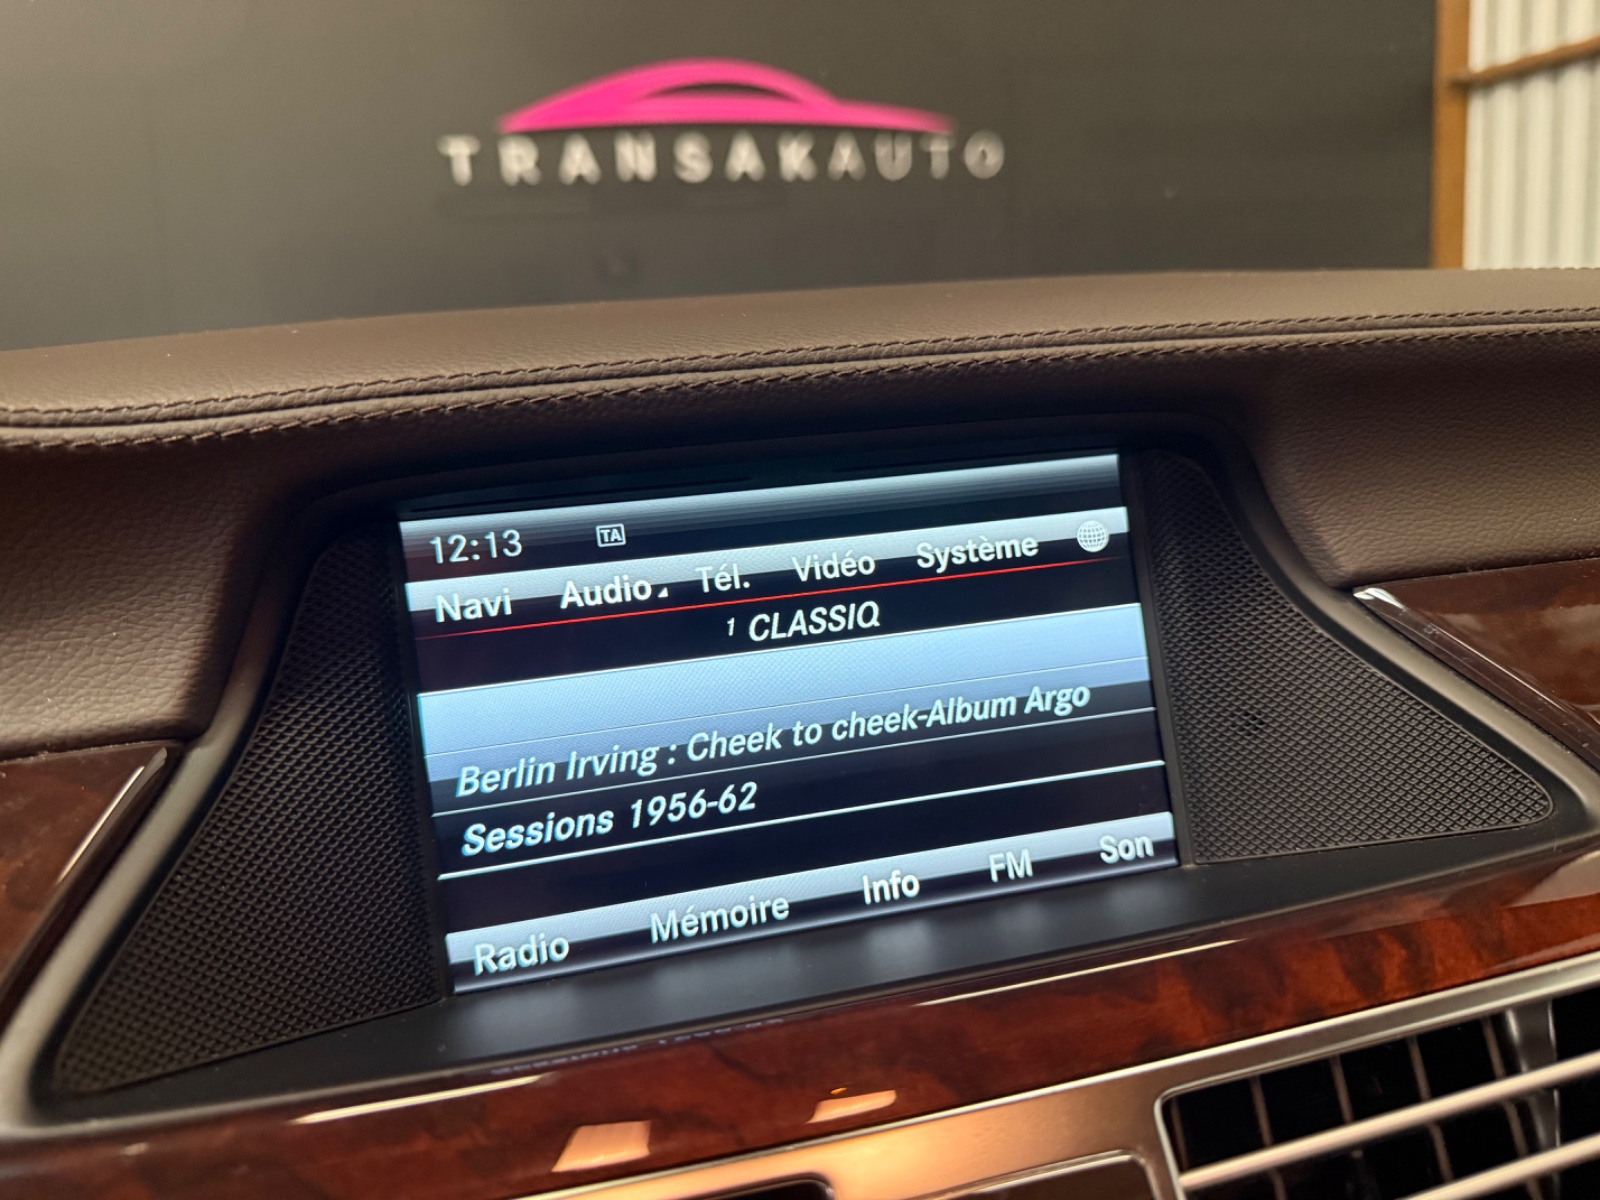 TRANSAKAUTO
12:13 TA
Navi Audio Tél. Vidéo Système
1 CLASSIQ
Berlin Irving : Cheek to cheek-Album Argo
Sessions 1956-62
Radio Mémoire Info FM Son